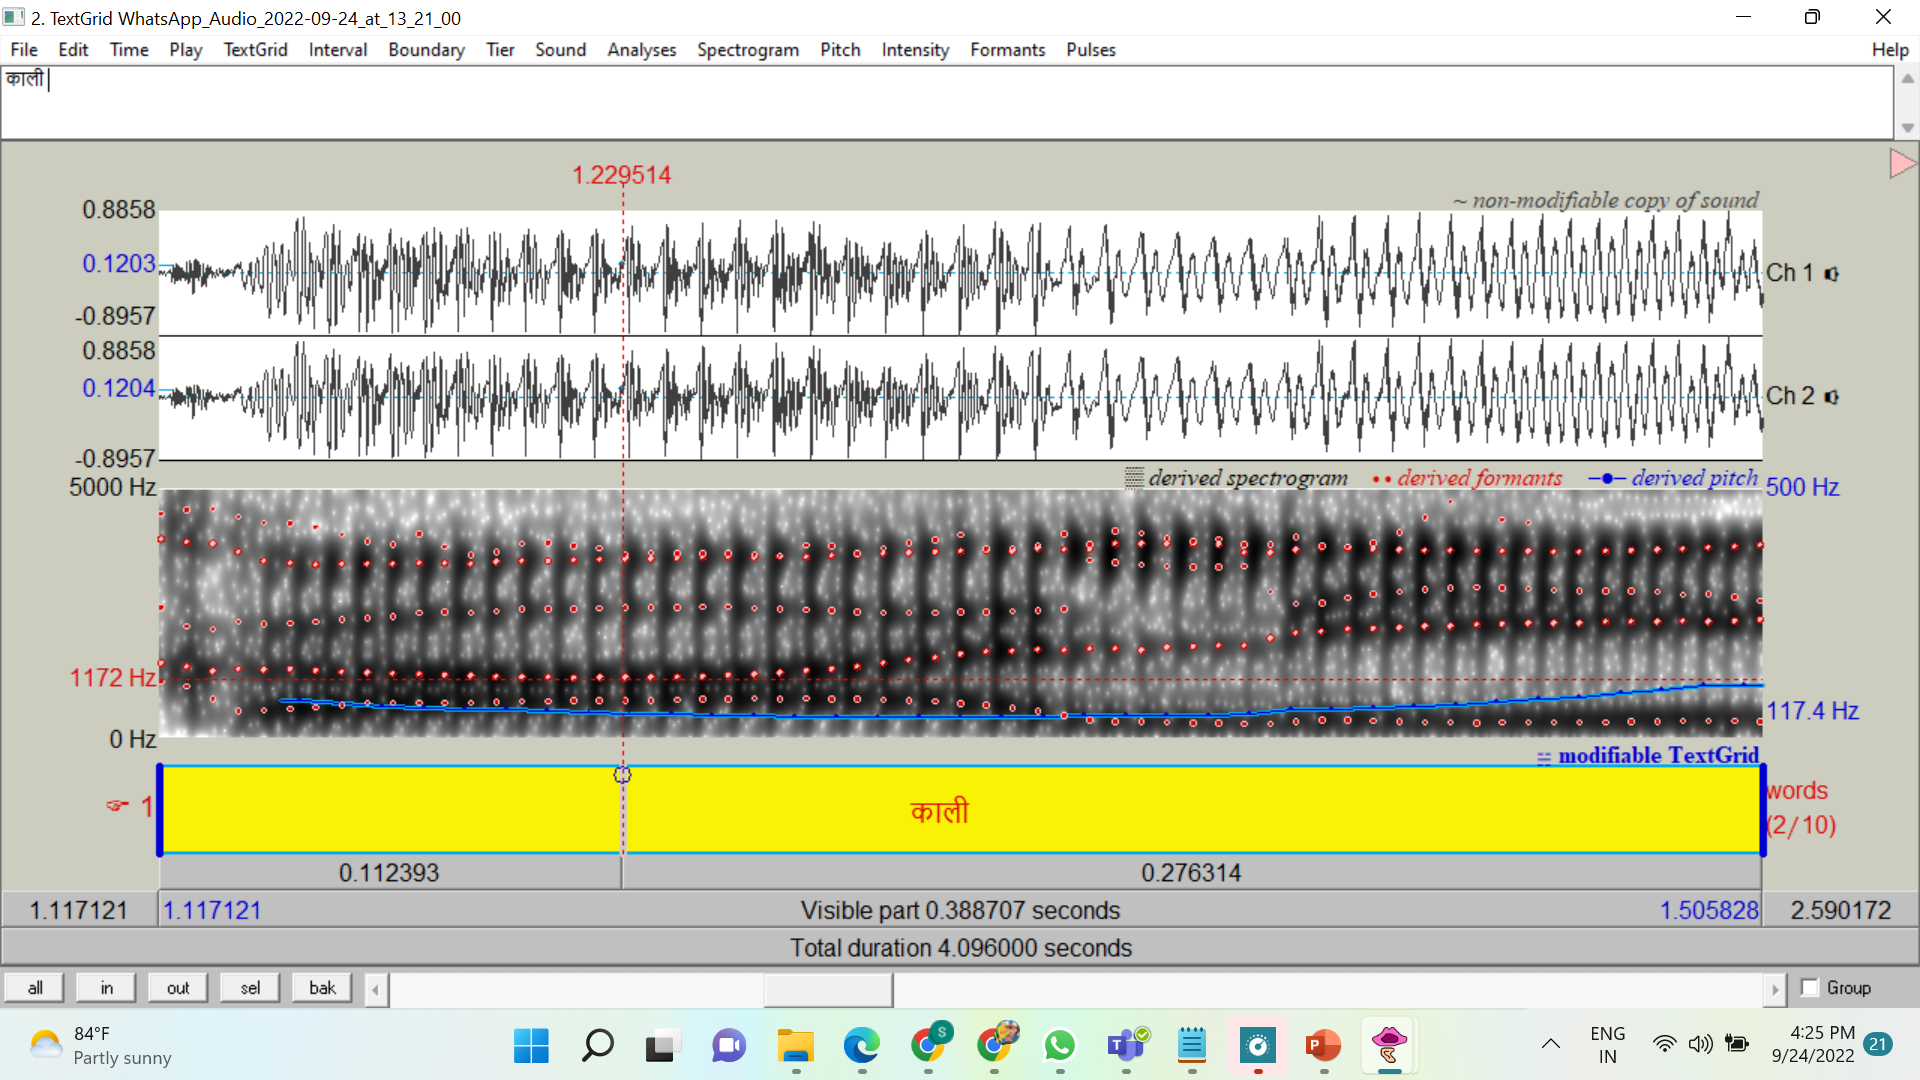 2. TextGrid WhatsApp_Audio_2022-09-24_at_13_21_00
File Edit Time Play TextGrid Interval Boundary Tier Sound Analyses Spectrogram Pitch Intensity Formants Pulses Help
काली
1.229514
~ non-modifiable copy of sound
0.8858
0.1203
Ch 1
-0.8957
0.8858
0.1204
Ch 2
-0.8957
derived spectrogram derived formants derived pitch
5000 Hz 500 Hz
1172 Hz
117.4 Hz
0 Hz
modifiable TextGrid
1 काली words
(2/10)
0.112393 0.276314
1.117121 1.117121 Visible part 0.388707 seconds 1.505828 2.590172
Total duration 4.096000 seconds
all in out sel bak Group
84°F
Partly sunny
S
T
P
ENG
IN
4:25 PM
9/24/2022
21